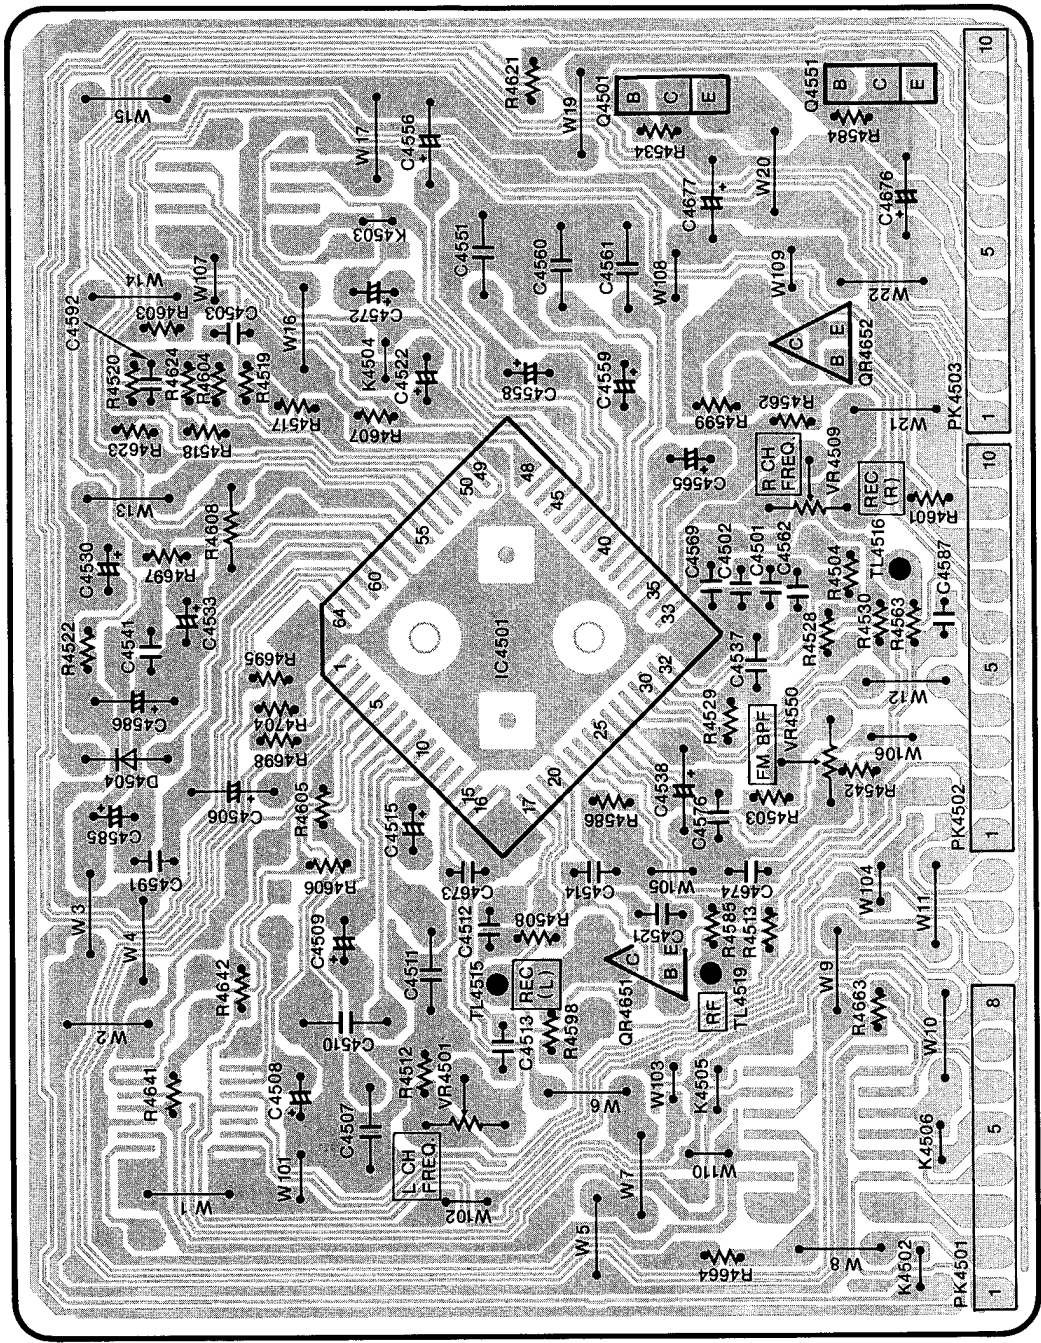 R4621
W19
Q4501
B C E
Q4551
B C E
10
W15
W17
C4556
R4534
R4584
W20
C4677
C4676
K4503
C4551
C4560
C4561
W108
W109
W22
5
C4592
W14
W107
R4603
C4503
W16
C4572
R4520
R4624
R4604
R4519
K4504
C4522
C4558
C4559
C
B E
QR4652
PK4503
1
R4623
R4518
R4517
R4607
R4599
R4562
W21
W13
R4608
C4565
R CH
FREQ.
VR4509
REC
(R)
R4601
10
49
50
48
45
55
40
60
35
64
33
IC4501
1
32
5
30
10
25
15
20
16
17
C4530
R4697
C4533
C4569
C4502
C4501
C4562
R4504
TL4516
C4587
R4522
C4541
R4695
C4537
R4528
R4530
R4563
5
C4586
R4704
R4698
R4529
FM BPF
VR4550
W12
W106
D4504
C4585
C4506
R4605
C4515
R4586
C4538
C4576
R4503
R4542
PK4502
1
C4591
R4606
C4673
C4514
W105
C4674
W104
W11
W3
W4
C4509
C4512
R4508
C4521
R4585
R4513
C4511
TL4515
REC
(L)
C
B E
QR4651
RF
TL4519
W9
R4642
W2
C4510
C4513
R4598
R4663
W10
8
R4641
C4508
R4512
VR4501
W6
W103
K4505
C4507
L CH
FREQ.
K4506
5
W101
W7
W110
W1
W102
W5
R4664
W8
K4502
PK4501
1